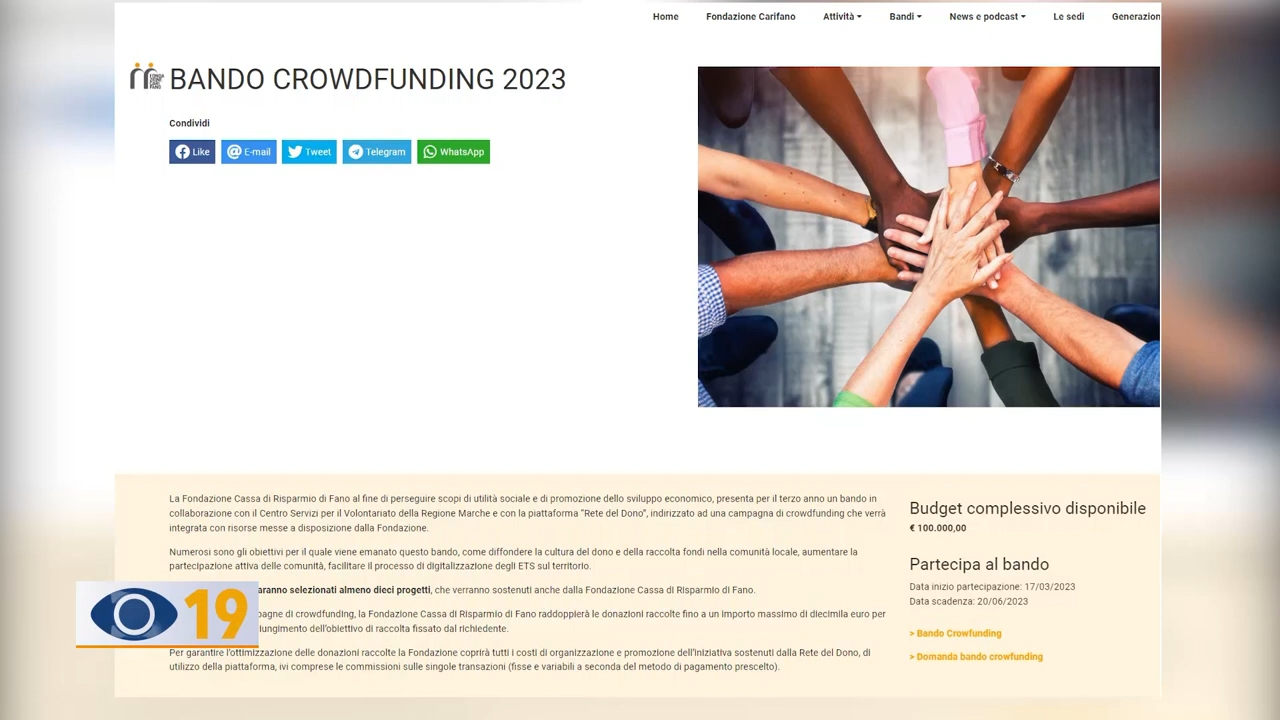 Home Fondazione Carifano Attività Bandi News e podcast Le sedi Generazion
FONDA
ZIONE
FANO
BANDO CROWDFUNDING 2023
Condividi
Like E-mail Tweet Telegram WhatsApp
La Fondazione Cassa di Risparmio di Fano al fine di perseguire scopi di utilità sociale e di promozione dello sviluppo economico, presenta per il terzo anno un bando in
collaborazione con il Centro Servizi per il Volontariato della Regione Marche e con la piattaforma “Rete del Dono”, indirizzato ad una campagna di crowdfunding che verrà
integrata con risorse messe a disposizione dalla Fondazione.
Numerosi sono gli obiettivi per il quale viene emanato questo bando, come diffondere la cultura del dono e della raccolta fondi nella comunità locale, aumentare la
partecipazione attiva delle comunità, facilitare il processo di digitalizzazione degli ETS sul territorio.
aranno selezionati almeno dieci progetti, che verranno sostenuti anche dalla Fondazione Cassa di Risparmio di Fano.
pagne di crowdfunding, la Fondazione Cassa di Risparmio di Fano raddoppierà le donazioni raccolte fino a un importo massimo di diecimila euro per
iungimento dell'obiettivo di raccolta fissato dal richiedente.
Per garantire l'ottimizzazione delle donazioni raccolte la Fondazione coprirà tutti i costi di organizzazione e promozione dell'iniziativa sostenuti dalla Rete del Dono, di
utilizzo della piattaforma, ivi comprese le commissioni sulle singole transazioni (fisse e variabili a seconda del metodo di pagamento prescelto).
Budget complessivo disponibile
€ 100.000,00
Partecipa al bando
Data inizio partecipazione: 17/03/2023
Data scadenza: 20/06/2023
> Bando Crowfunding
> Domanda bando crowfunding
19